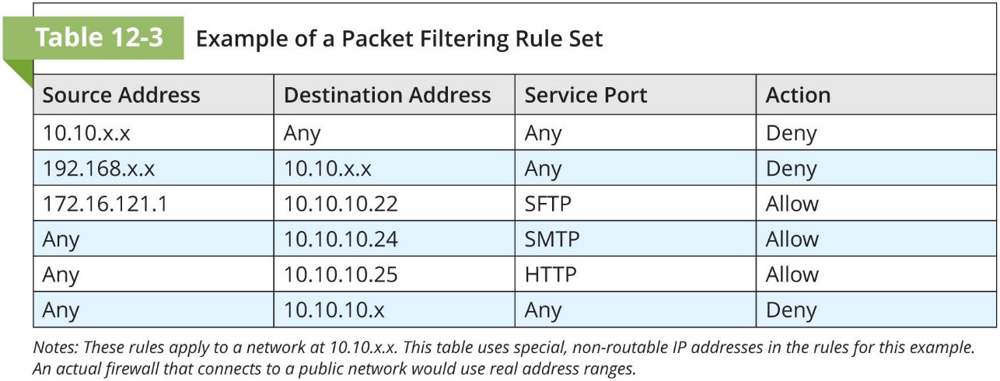 Table 12-3 Example of a Packet Filtering Rule Set
Source Address Destination Address Service Port Action
10.10.x.x Any Any Deny
192.168.x.x 10.10.x.x Any Deny
172.16.121.1 10.10.10.22 SFTP Allow
Any 10.10.10.24 SMTP Allow
Any 10.10.10.25 HTTP Allow
Any 10.10.10.x Any Deny
Notes: These rules apply to a network at 10.10.x.x. This table uses special, non-routable IP addresses in the rules for this example.
An actual firewall that connects to a public network would use real address ranges.